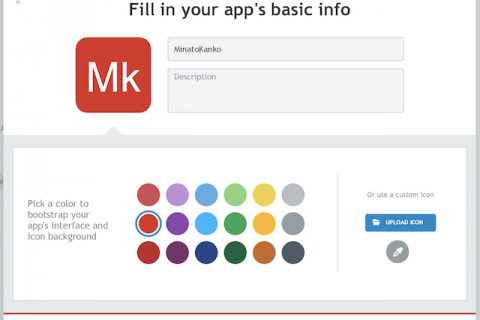 Fill in your app's basic info
Mk
MinatoKanko
Description
Pick a color to
bootstrap your
app's interface and
icon background
Or use a custom icon
UPLOAD ICON